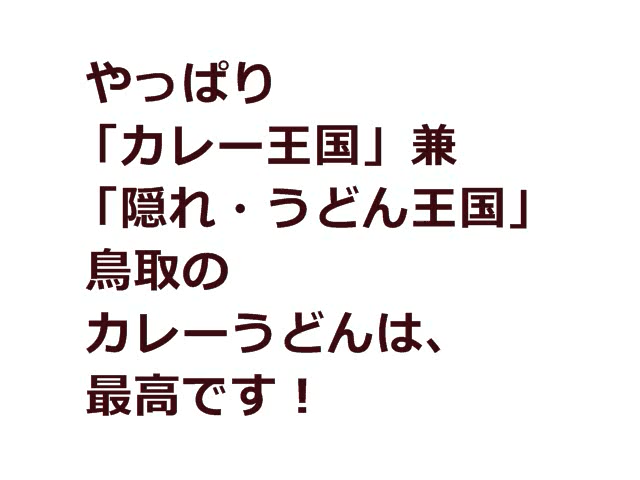 やっぱり
「カレー王国」兼
「隠れ・うどん王国」
鳥取の
カレーうどんは、
最高です！